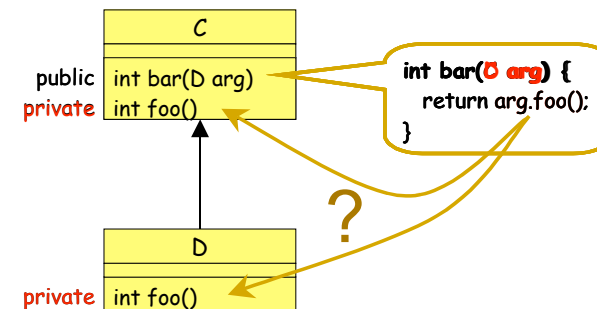 C
public int bar(D arg)
private int foo()
int bar( arg) {
return arg.foo();
}
?
D
private int foo()